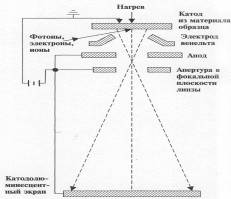 Нагрев
Катод
из материала
образца
Фотоны,
электроны,
ионы
Электрод
венельта
Анод
Апертура в
фокальной
плоскости
линзы
Катодолю-
минесцент-
ный экран